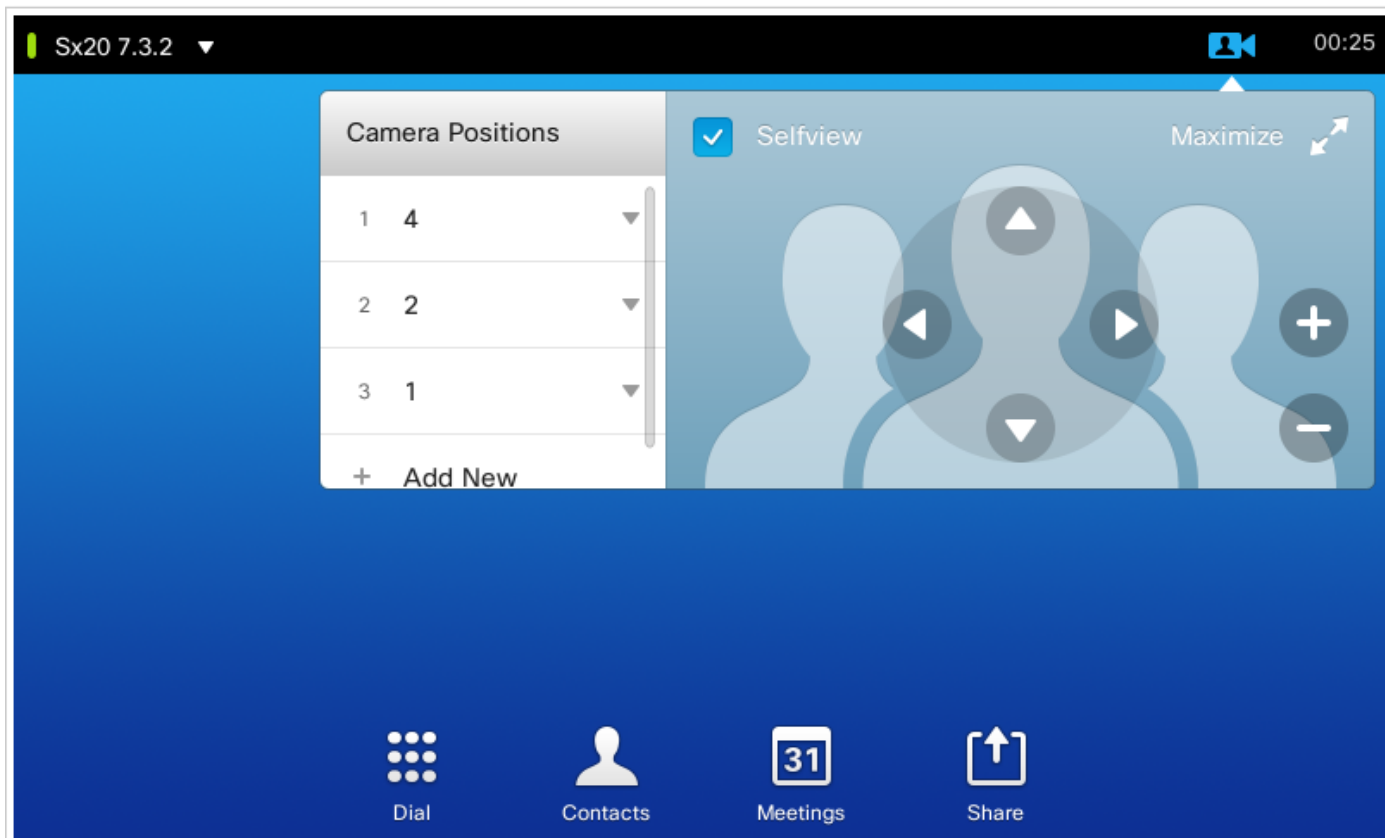 Sx20 7.3.2
00:25
Camera Positions
Selfview
Maximize
1 4
2 2
3 1
+ Add New
31
Dial
Contacts
Meetings
Share